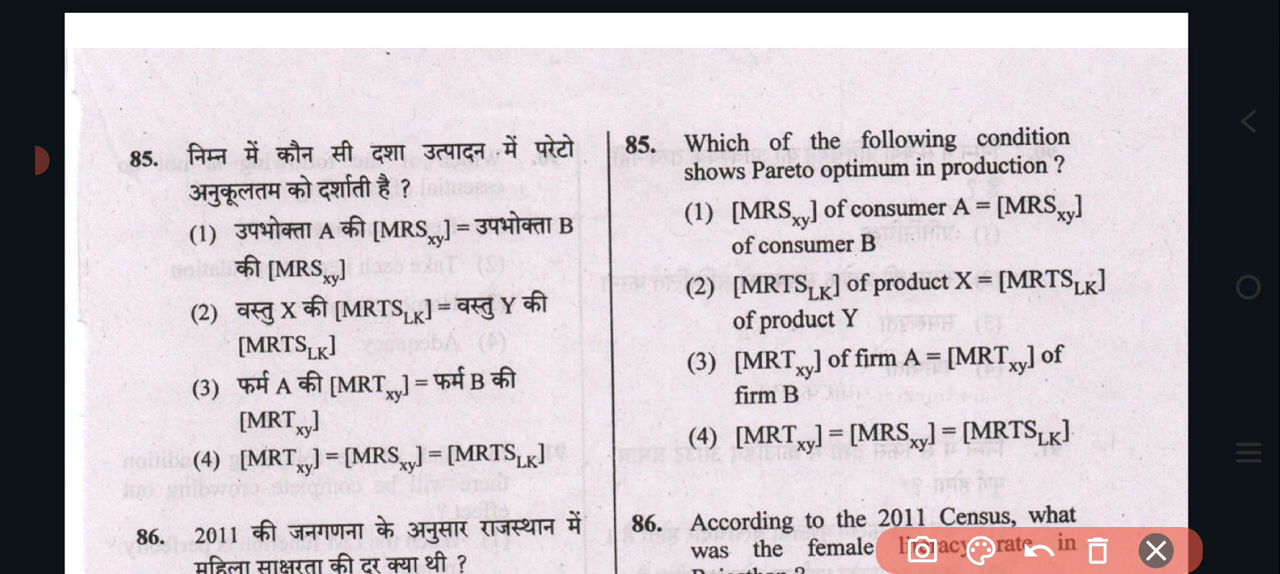 85. निम्न में कौन सी दशा उत्पादन में परेटो
अनुकूलतम को दर्शाती है ?
(1) उपभोक्ता A की [MRSxy] = उपभोक्ता B
की [MRSxy]
(2) वस्तु X की [MRTSLK] = वस्तु Y की
[MRTSLK]
(3) फर्म A की [MRTxy] = फर्म B की
[MRTxy]
(4) [MRTxy] = [MRSxy] = [MRTSLK]
86. 2011 की जनगणना के अनुसार राजस्थान में
महिला साक्षरता की दर क्या थी ?
85. Which of the following condition
shows Pareto optimum in production ?
(1) [MRSxy] of consumer A = [MRSxy]
of consumer B
(2) [MRTSLK] of product X = [MRTSLK]
of product Y
(3) [MRTxy] of firm A = [MRTxy] of
firm B
(4) [MRTxy] = [MRSxy] = [MRTSLK]
86. According to the 2011 Census, what
was the female literacy rate in